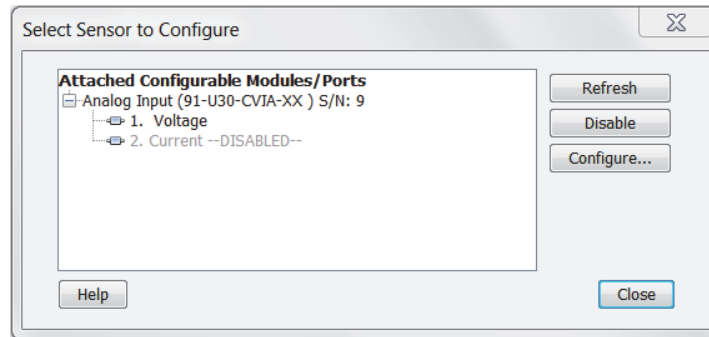 Select Sensor to Configure
Attached Configurable Modules/Ports
Analog Input (91-U30-CVIA-XX ) S/N: 9
1. Voltage
2. Current --DISABLED--
Refresh
Disable
Configure...
Help
Close